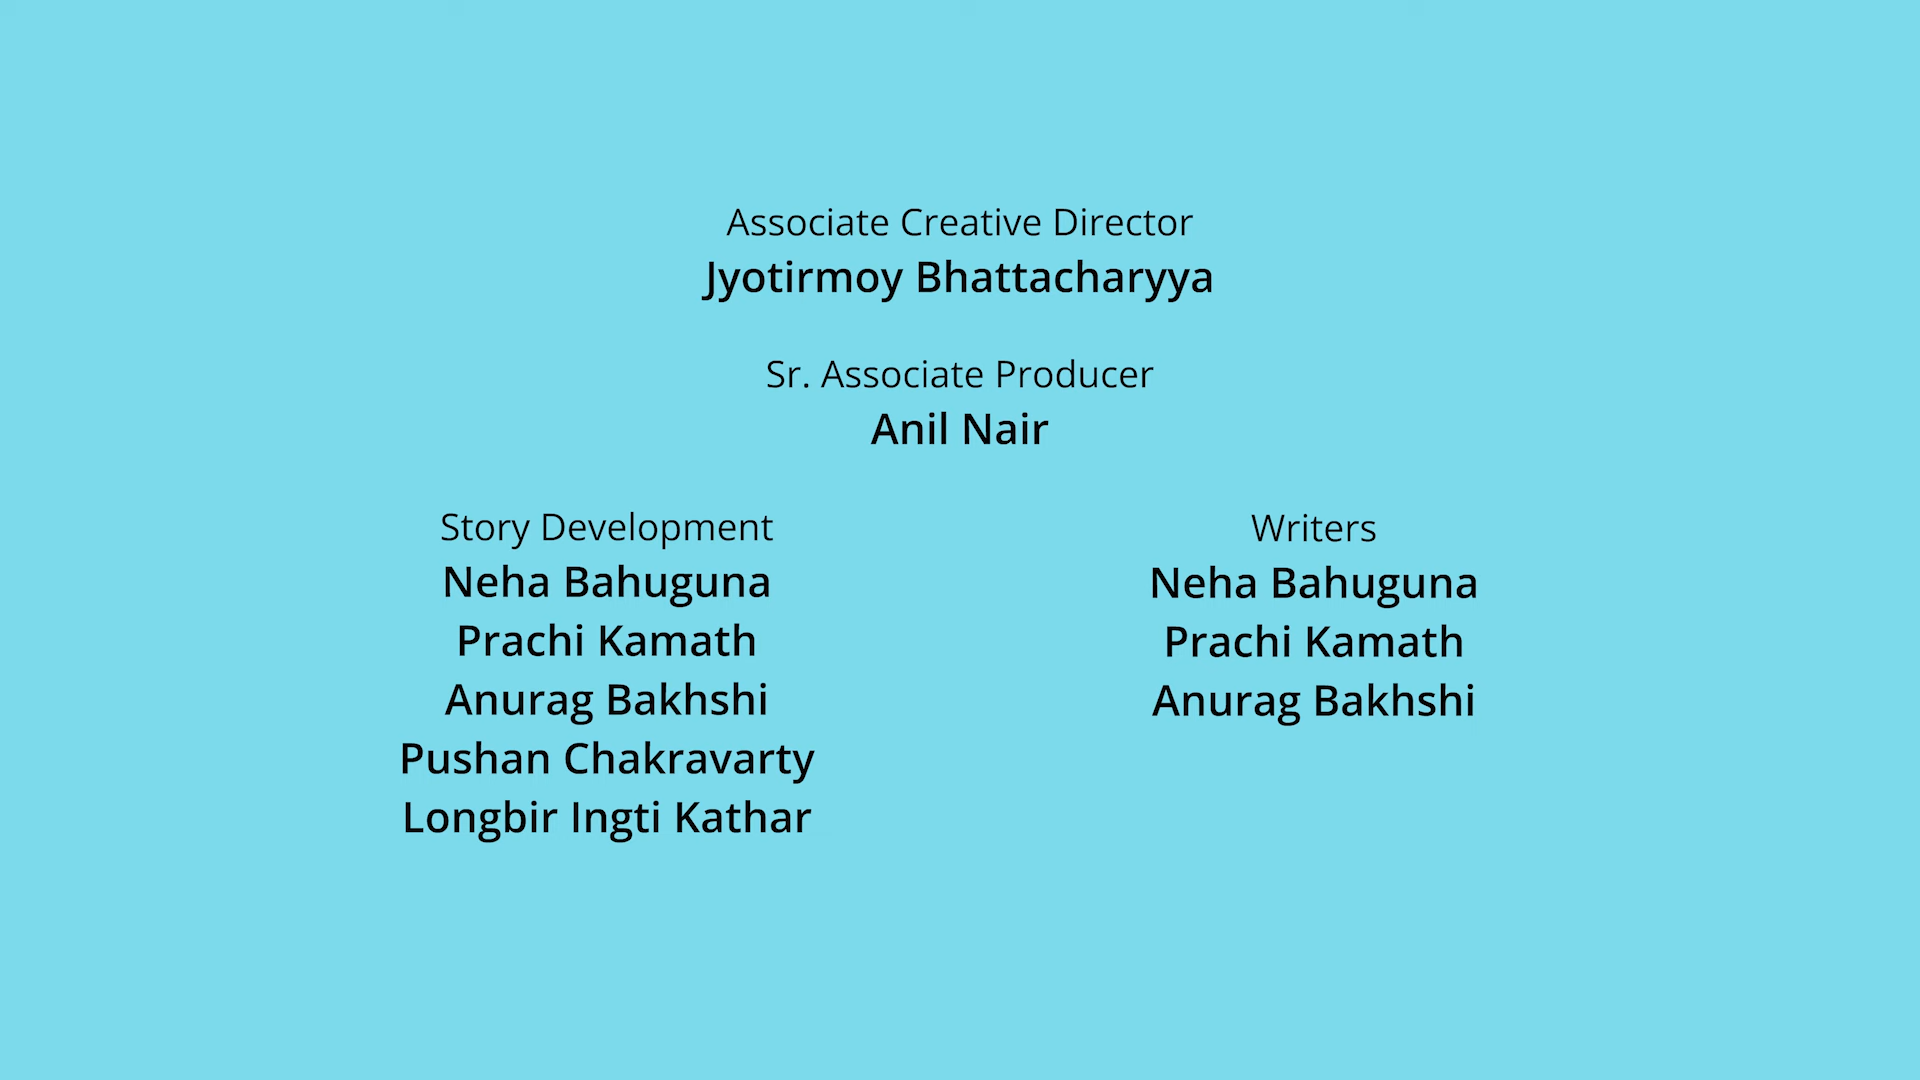 Associate Creative Director
Jyotirmoy Bhattacharyya
Sr. Associate Producer
Anil Nair
Story Development
Neha Bahuguna
Prachi Kamath
Anurag Bakhshi
Pushan Chakravarty
Longbir Ingti Kathar
Writers
Neha Bahuguna
Prachi Kamath
Anurag Bakhshi